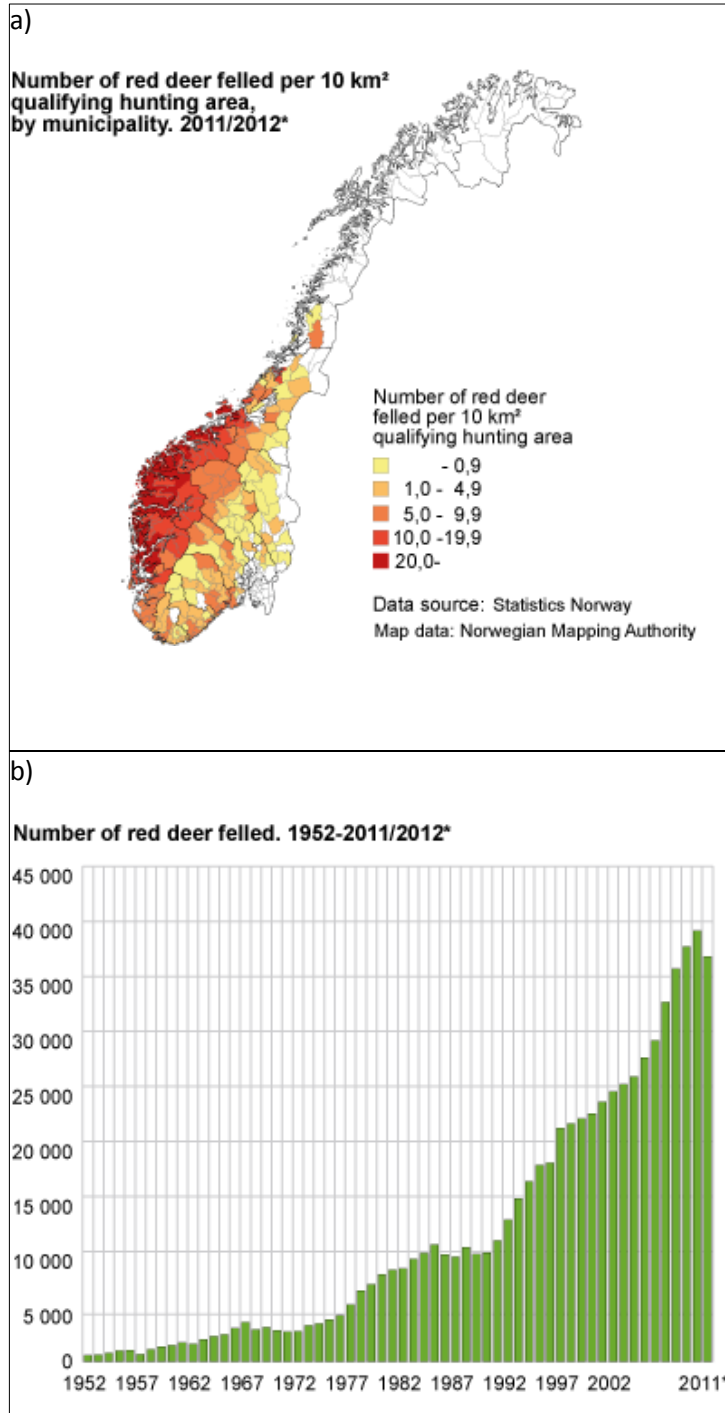 a)
Number of red deer felled per 10 km²
qualifying hunting area,
by municipality. 2011/2012*
Number of red deer
felled per 10 km²
qualifying hunting area
- 0,9
1,0 - 4,9
5,0 - 9,9
10,0 -19,9
20,0-
Data source: Statistics Norway
Map data: Norwegian Mapping Authority
b)
Number of red deer felled. 1952-2011/2012*
45 000
40 000
35 000
30 000
25 000
20 000
15 000
10 000
5 000
0
1952 1957 1962 1967 1972 1977 1982 1987 1992 1997 2002 2011*